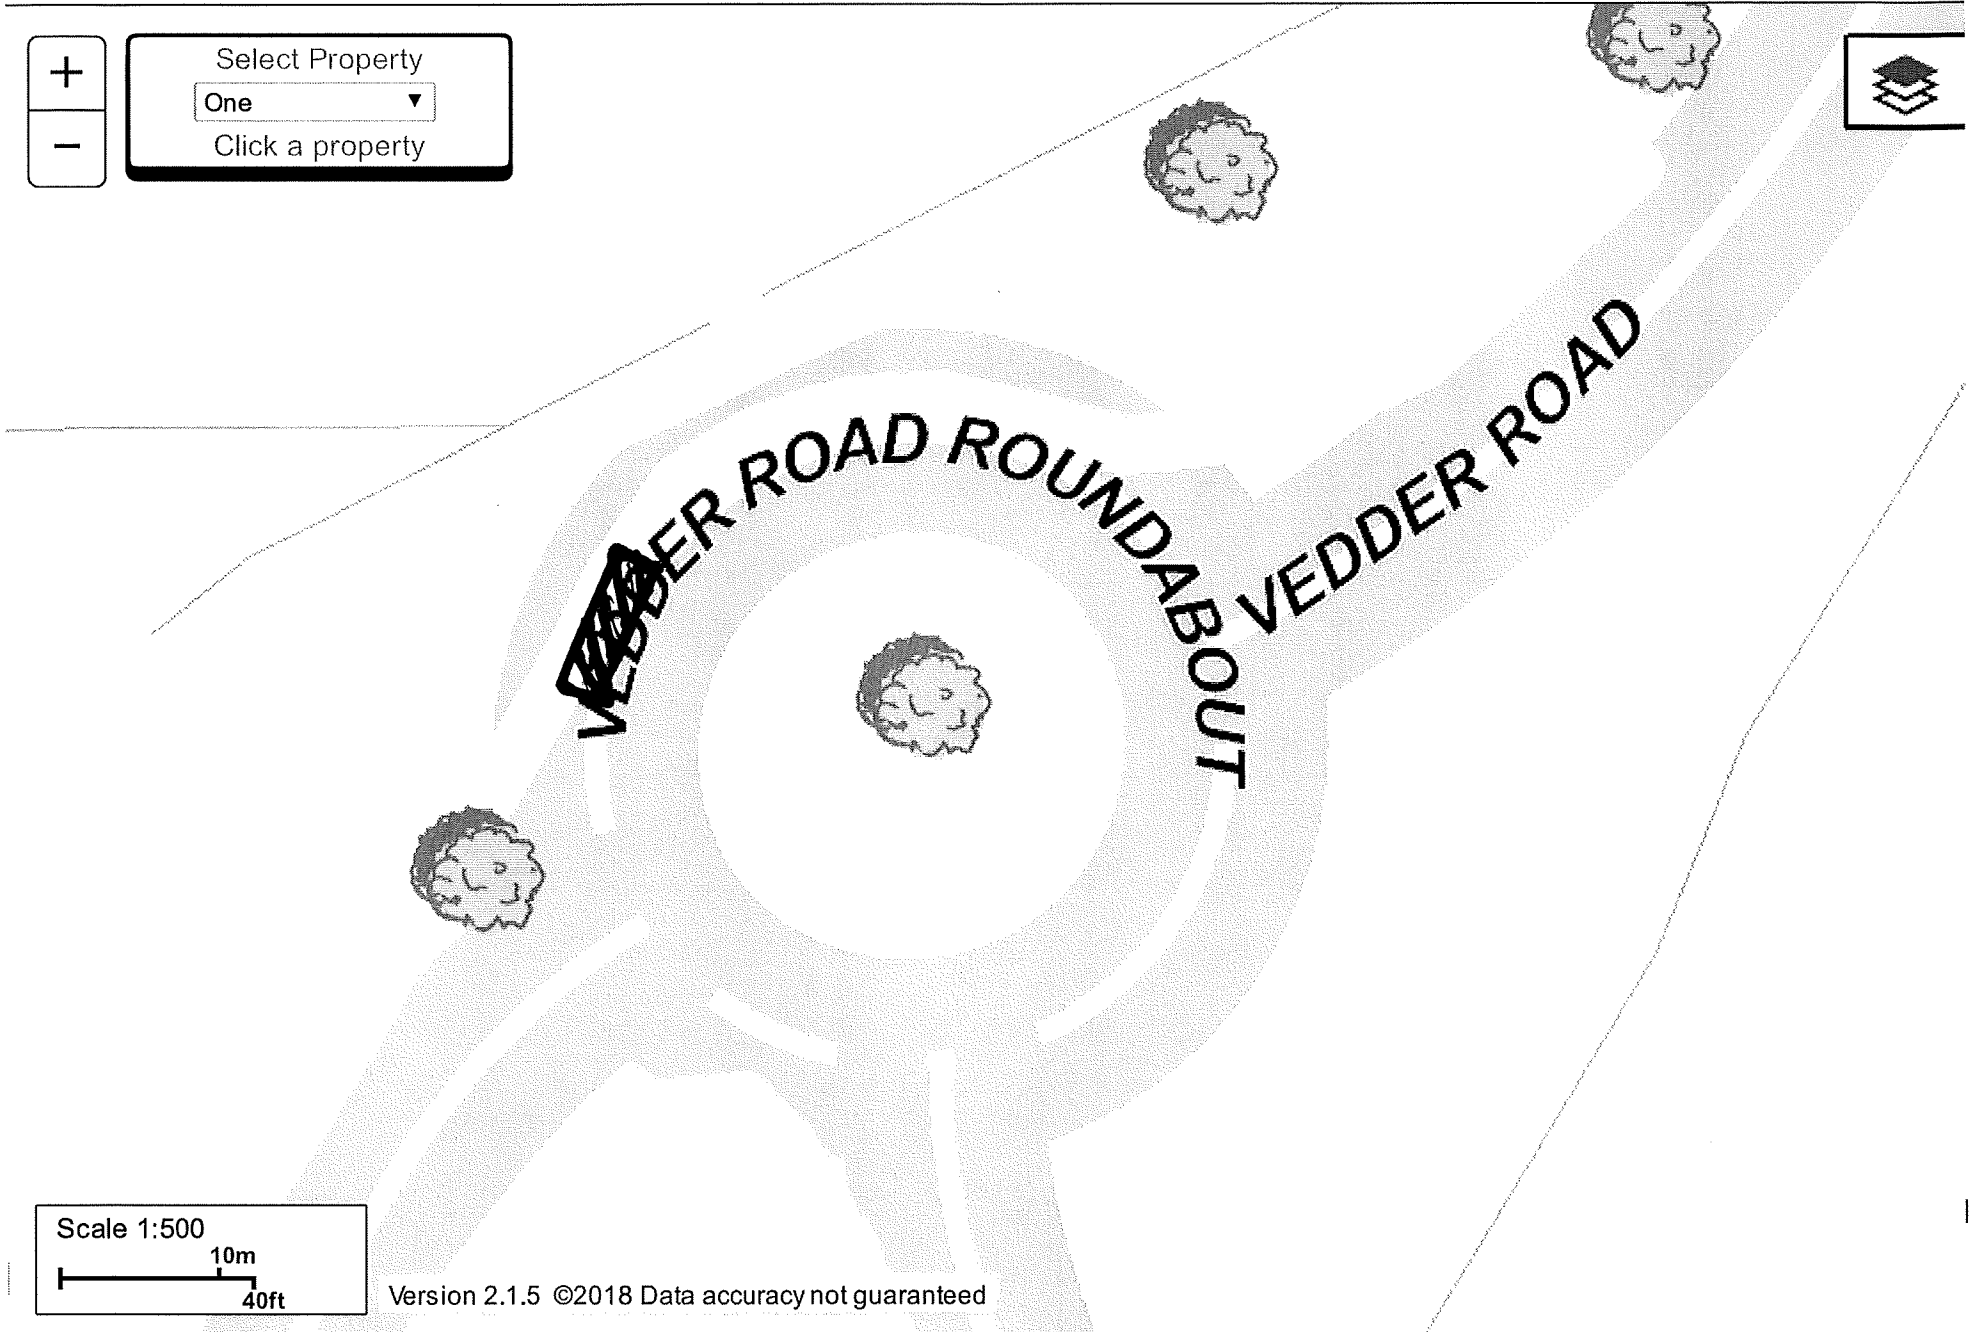 +
Select Property
One ▼
Click a property
−
VEDDER ROAD ROUNDABOUT
VEDDER ROAD
Scale 1:500
10m
40ft
Version 2.1.5 ©2018 Data accuracy not guaranteed